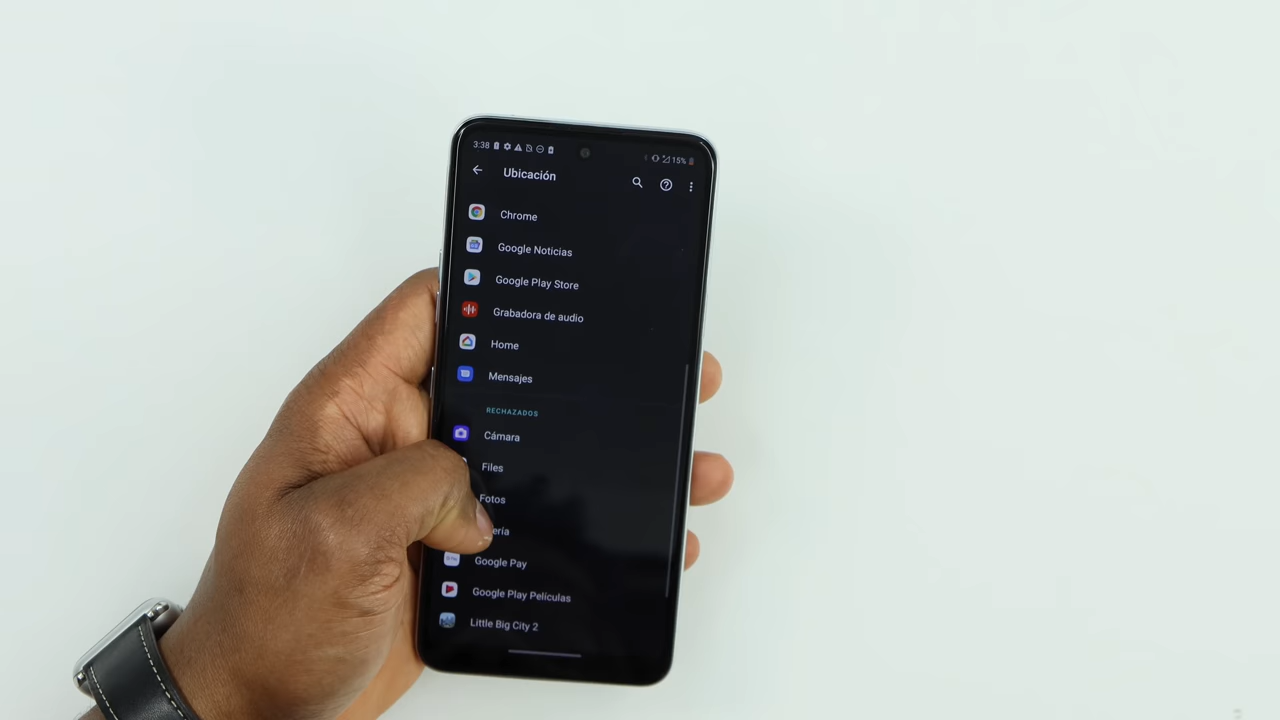 3:38 15%
Ubicación
Chrome
Google Noticias
Google Play Store
Grabadora de audio
Home
Mensajes
RECHAZADOS
Cámara
Files
Fotos
ería
Google Pay
Google Play Películas
Little Big City 2